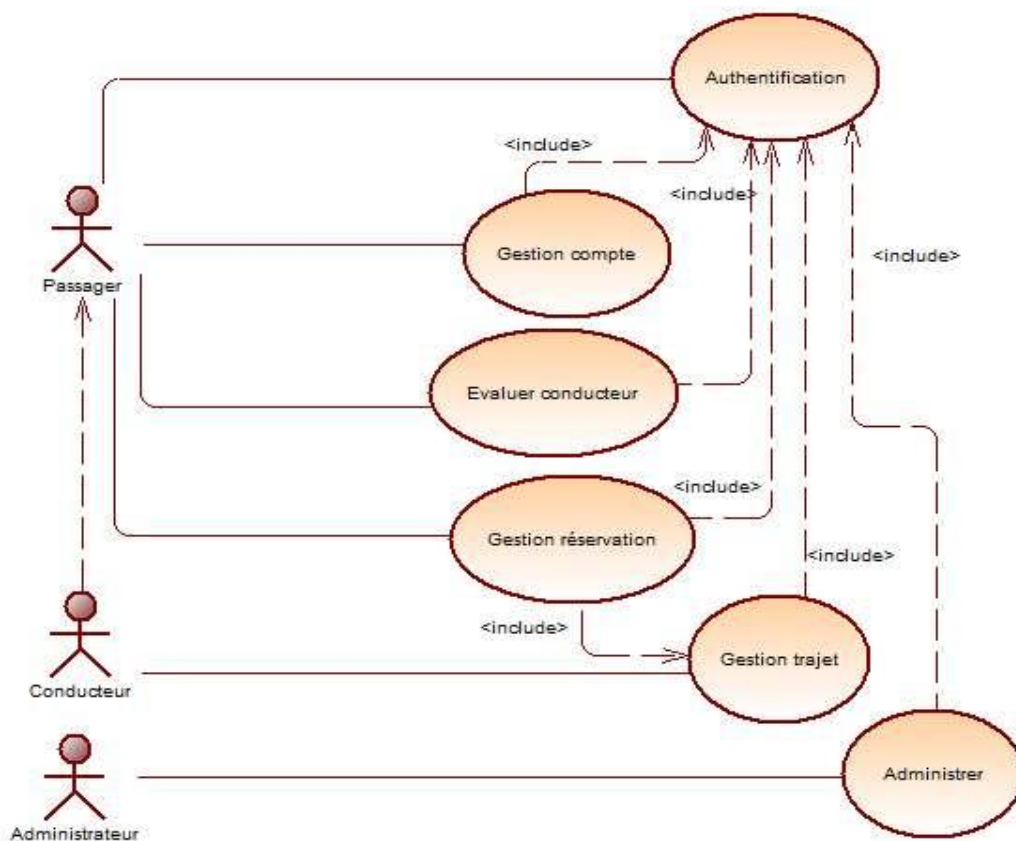 Authentification
<include>
<include>
Gestion compte
<include>
Passager
Evaluer conducteur
<include>
Gestion réservation
<include>
<include>
Gestion trajet
Conducteur
Administrer
Administrateur